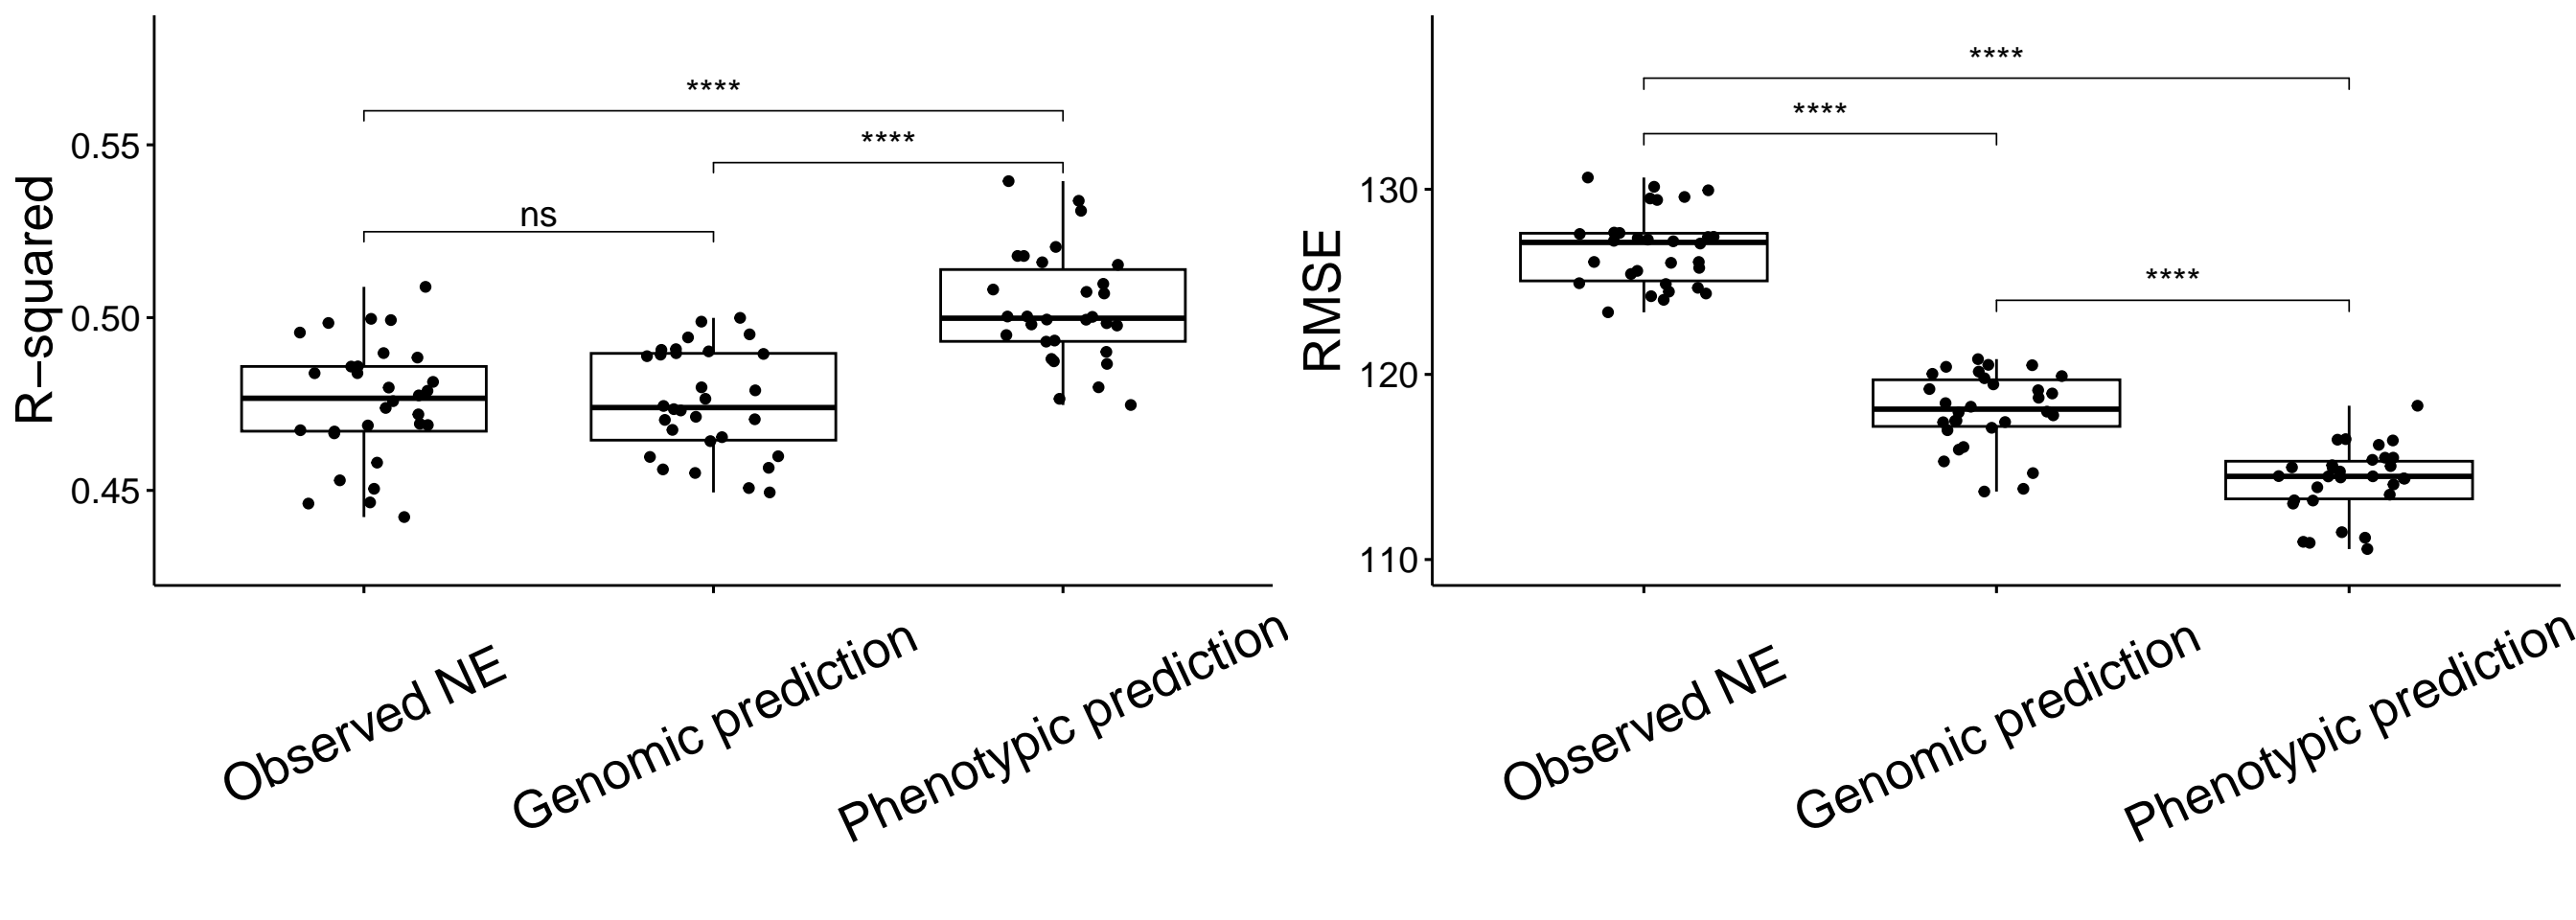 R−squared
0.55
0.50
0.45
****
****
ns
Observed NE
Genomic prediction
Phenotypic prediction
RMSE
130
120
110
****
****
****
Observed NE
Genomic prediction
Phenotypic prediction